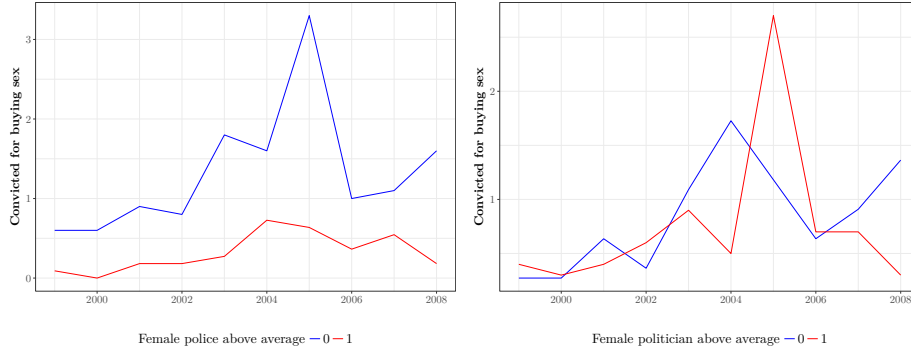 Convicted for buying sex
3
2
1
0
2000 2002 2004 2006 2008
Female police above average 0 1
Convicted for buying sex
2
1
2000 2002 2004 2006 2008
Female politician above average 0 1